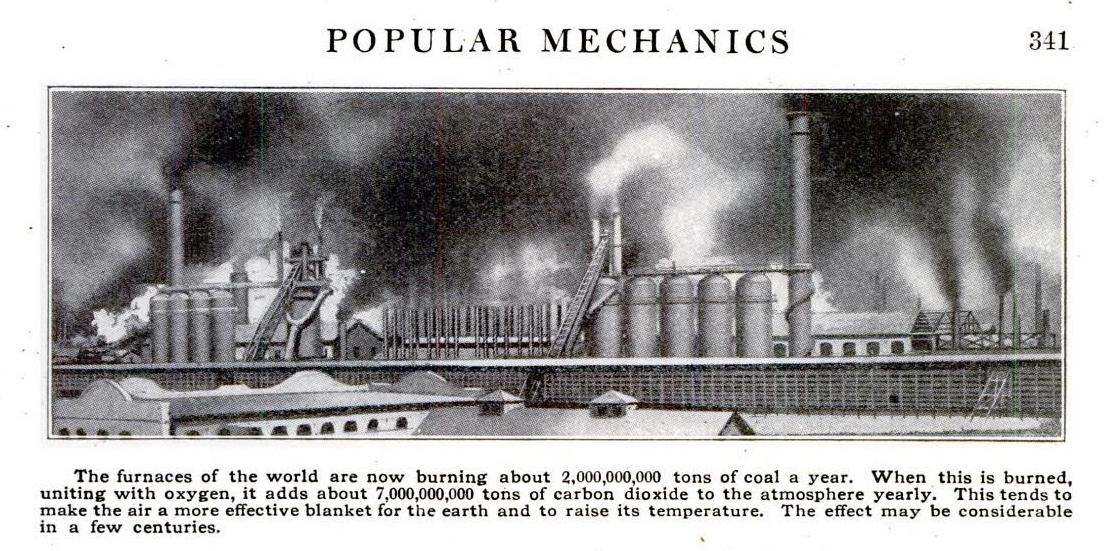 POPULAR MECHANICS 341
The furnaces of the world are now burning about 2,000,000,000 tons of coal a year. When this is burned,
uniting with oxygen, it adds about 7,000,000,000 tons of carbon dioxide to the atmosphere yearly. This tends to
make the air a more effective blanket for the earth and to raise its temperature. The effect may be considerable
in a few centuries.